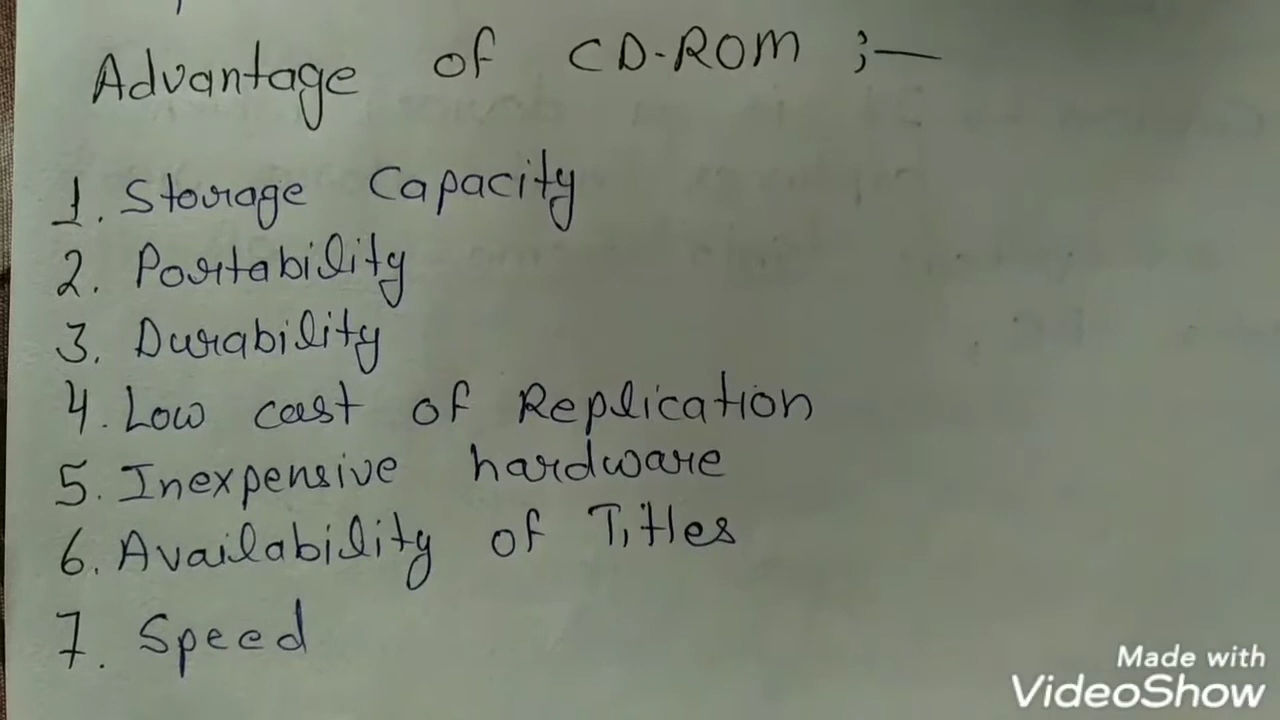 Advantage of CD-ROM ;—
1. Storage Capacity
2. Portability
3. Durability
4. Low cost of Replication
5. Inexpensive hardware
6. Availability of Titles
7. Speed
Made with
VideoShow